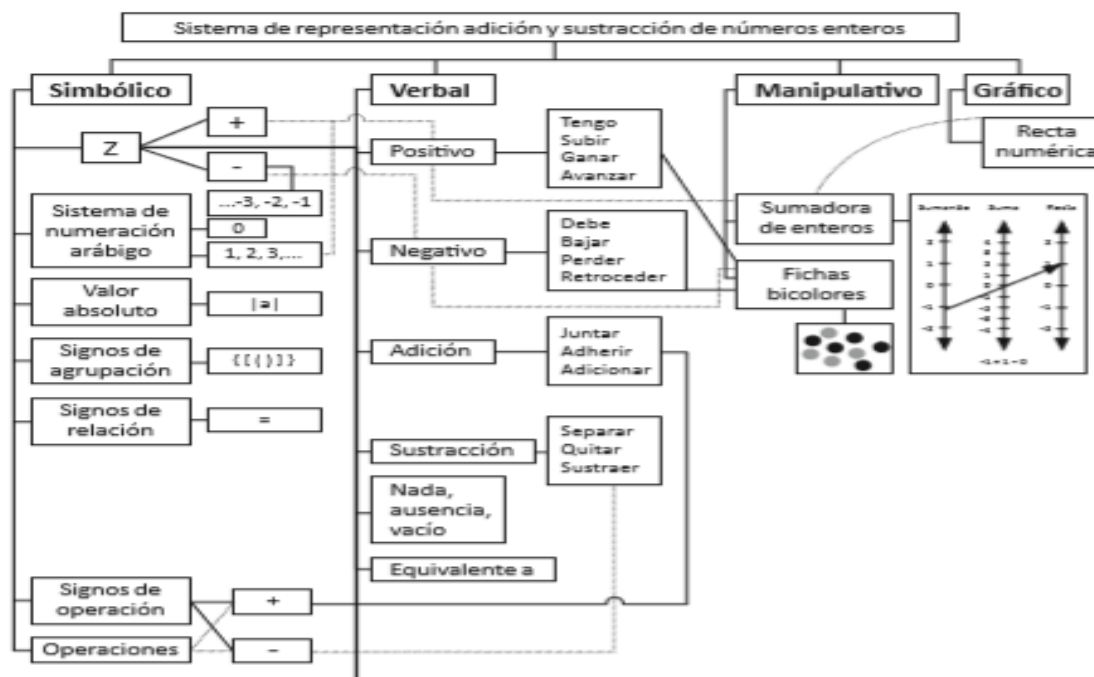 Sistema de representación adición y sustracción de números enteros
Simbólico
Z
+
-
...-3, -2, -1
Sistema de
numeración
arábigo
0
1, 2, 3,...
Valor
absoluto
|a|
Signos de
agrupación
{[()]}
Signos de
relación
=
Signos de
operación
Operaciones
+
-
Verbal
Positivo
Tengo
Subir
Ganar
Avanzar
Negativo
Debe
Bajar
Perder
Retroceder
Adición
Juntar
Adherir
Adicionar
Sustracción
Separar
Quitar
Sustraer
Nada,
ausencia,
vacío
Equivalente a
Manipulativo
Sumadora
de enteros
Fichas
bicolores
Gráfico
Recta
numérica
Suma